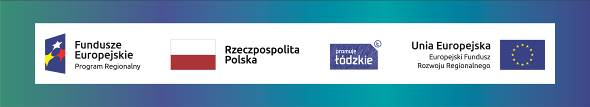 Fundusze
Europejskie
Program Regionalny
Rzeczpospolita
Polska
promuje
łódzkie
Unia Europejska
Europejski Fundusz
Rozwoju Regionalnego